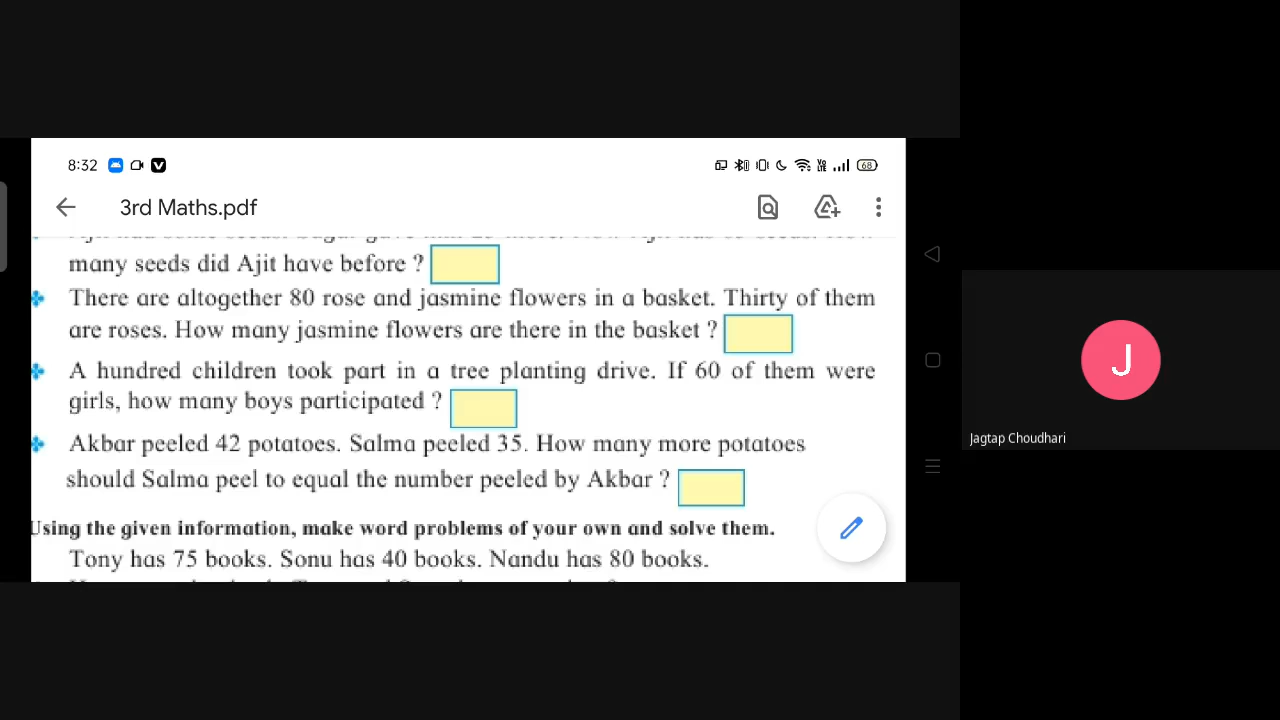 8:32
68
3rd Maths.pdf
many seeds did Ajit have before ?
There are altogether 80 rose and jasmine flowers in a basket. Thirty of them
are roses. How many jasmine flowers are there in the basket ?
A hundred children took part in a tree planting drive. If 60 of them were
girls, how many boys participated ?
Akbar peeled 42 potatoes. Salma peeled 35. How many more potatoes
should Salma peel to equal the number peeled by Akbar ?
Using the given information, make word problems of your own and solve them.
Tony has 75 books. Sonu has 40 books. Nandu has 80 books.
J
Jagtap Choudhari